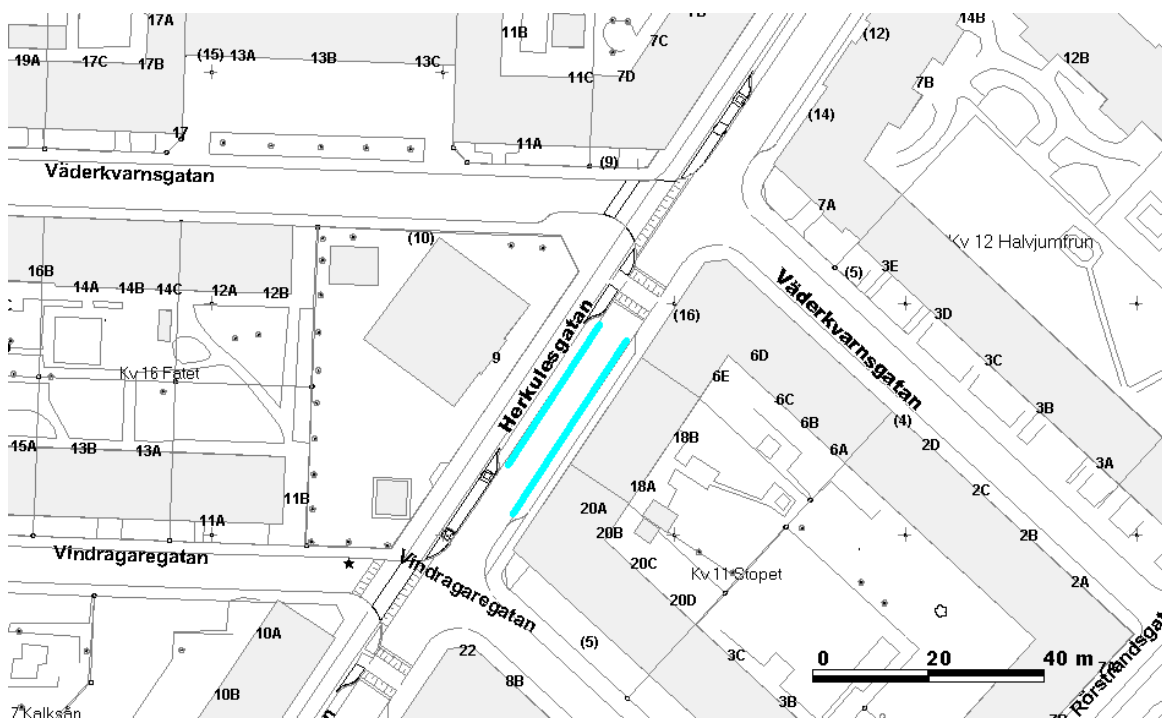 17A
(15)
13A
13B
13C
11B
7C
14B
(12)
12B
19A
17C
17B
11C
7D
7B
(14)
17
11A
(9)
Väderkvarnsgatan
7A
(10)
Kv 12 Halvjumfrun
16B
14A
14B
14C
12A
12B
(5)
3E
Väderkvarnsgatan
(16)
3D
Herkulesgatan
9
6D
3C
Kv 16 Fatet
6E
6C
3B
6B
(4)
15A
13B
13A
18B
6A
2D
3A
11B
18A
2C
20A
11A
20B
2B
Vindragaregatan
Vindragaregatan
20C
Kv 11 Stopet
2A
20D
10A
(5)
22
3C
0 20 40 m
8B
10B
3B
Rörstrandsgat
7 Kalksån